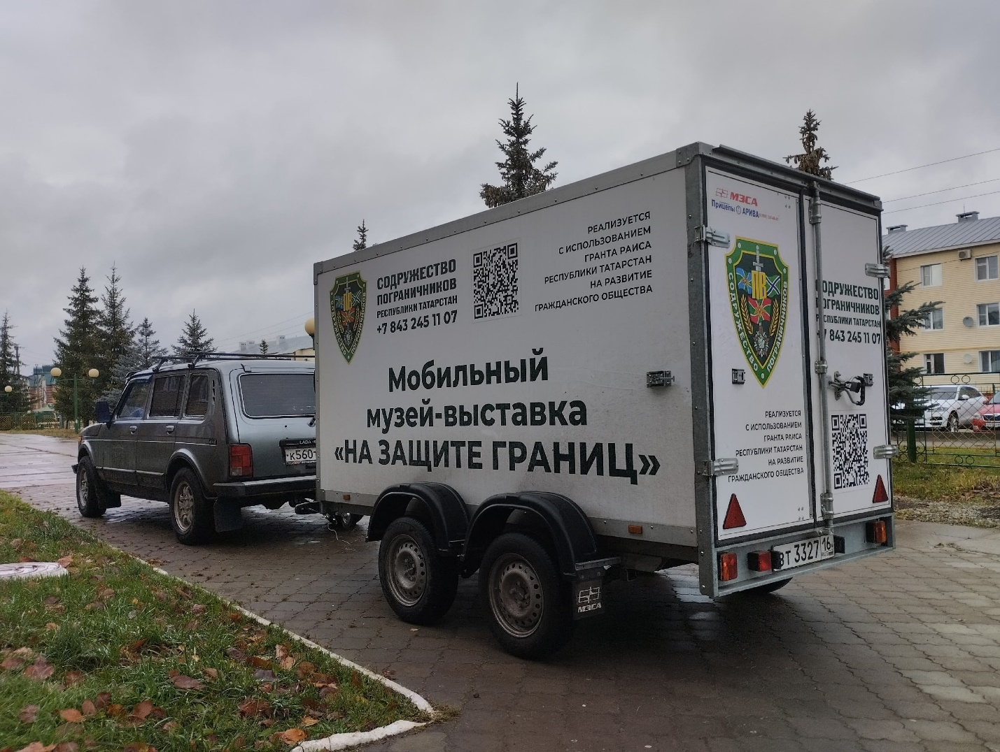 СОДРУЖЕСТВО
ПОГРАНИЧНИКОВ
РЕСПУБЛИКИ ТАТАРСТАН
+7 843 245 11 07
РЕАЛИЗУЕТСЯ
С ИСПОЛЬЗОВАНИЕМ
ГРАНТА РАИСА
РЕСПУБЛИКИ ТАТАРСТАН
НА РАЗВИТИЕ
ГРАЖДАНСКОГО ОБЩЕСТВА
Мобильный
музей-выставка
«НА ЗАЩИТЕ ГРАНИЦ»
LADA
К560
МЗСА
Прицепы АРИВА
ПВ
СОДРУЖЕСТВО ПОГРАНИЧНИКОВ
СОДРУЖЕСТВО
ПОГРАНИЧНИКОВ
РЕСПУБЛИКИ ТАТАРСТАН
7 843 245 11 07
РЕАЛИЗУЕТСЯ
С ИСПОЛЬЗОВАНИЕМ
ГРАНТА РАИСА
РЕСПУБЛИКИ ТАТАРСТАН
НА РАЗВИТИЕ
ГРАЖДАНСКОГО ОБЩЕСТВА
ВТ 3327 16
RUS
МЗСА